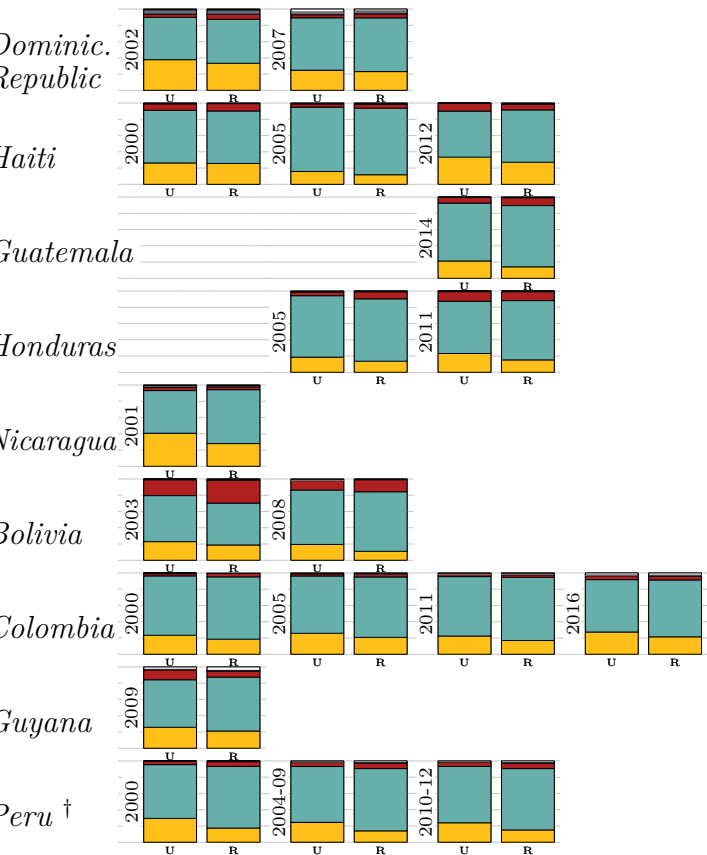 Dominic.
Republic
2002
U R
2007
U R
Haiti
2000
U R
2005
U R
2012
U R
Guatemala
2014
U R
Honduras
2005
U R
2011
U R
Nicaragua
2001
U R
Bolivia
2003
U R
2008
U R
Colombia
2000
U R
2005
U R
2011
U R
2016
U R
Guyana
2009
U R
Peru †
2000
U R
2004-09
U R
2010-12
U R